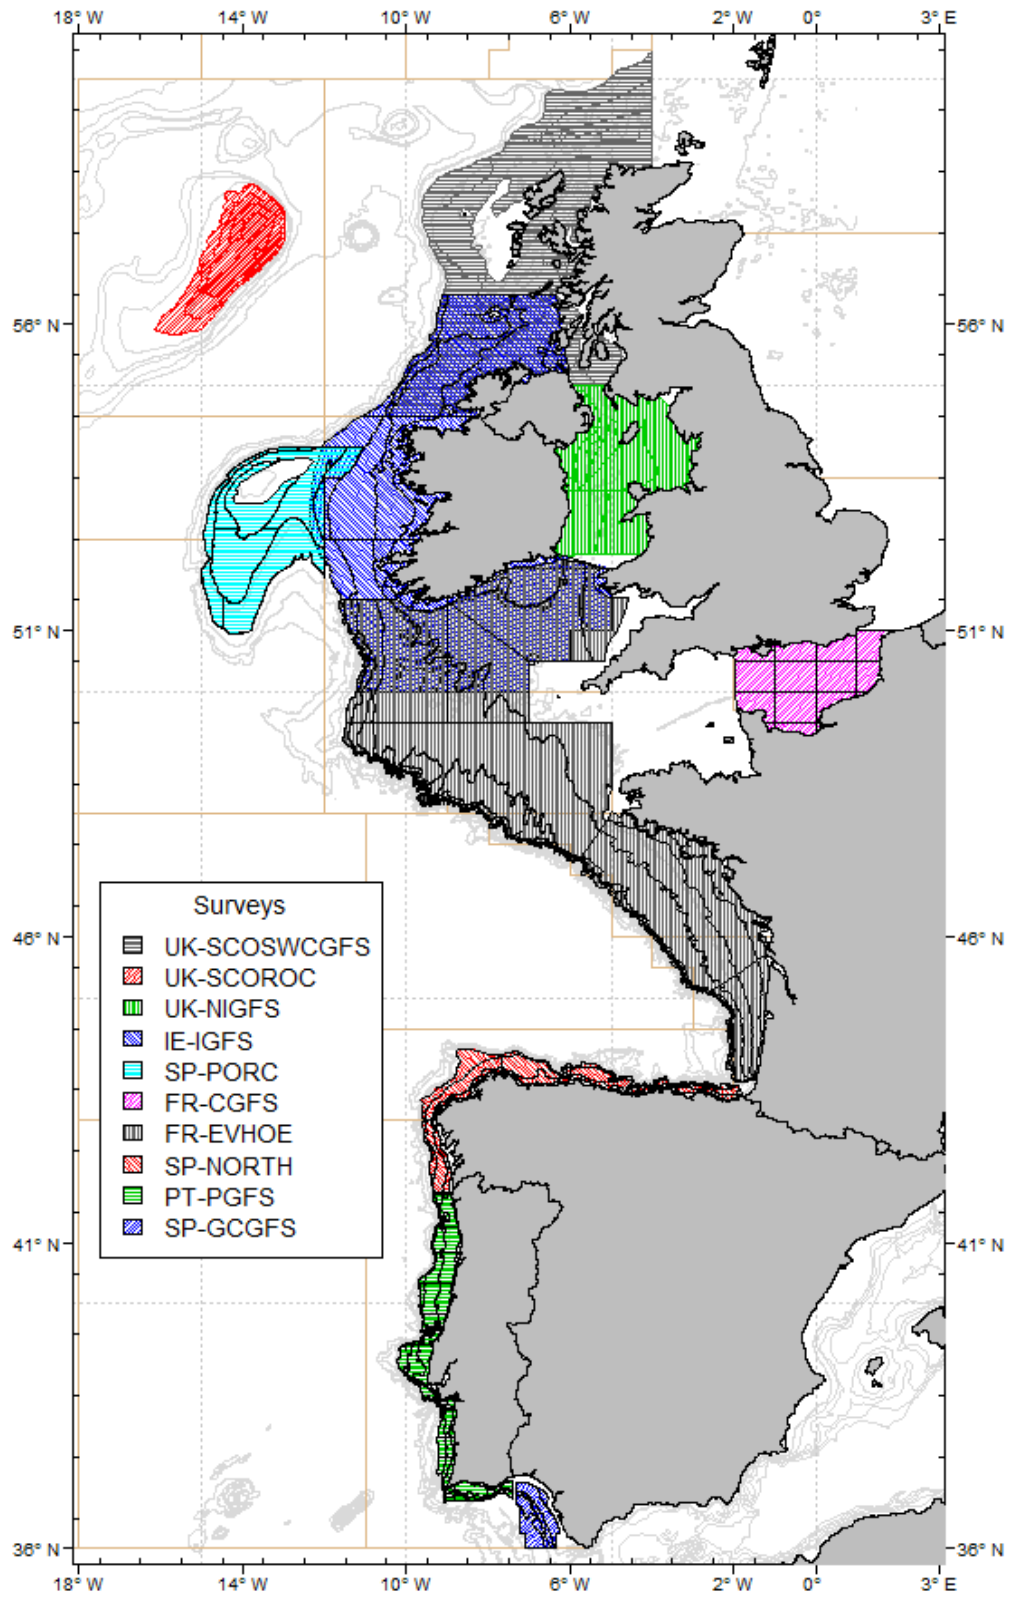 18° W 14° W 10° W 6° W 2° W 0° 3° E
56° N 56° N
51° N 51° N
Surveys
UK-SCOSWCGFS
46° N 46° N
UK-SCOROC
UK-NIGFS
IE-IGFS
SP-PORC
FR-CGFS
FR-EVHOE
SP-NORTH
PT-PGFS
SP-GCGFS
41° N 41° N
36° N 36° N
18° W 14° W 10° W 6° W 2° W 0° 3° E